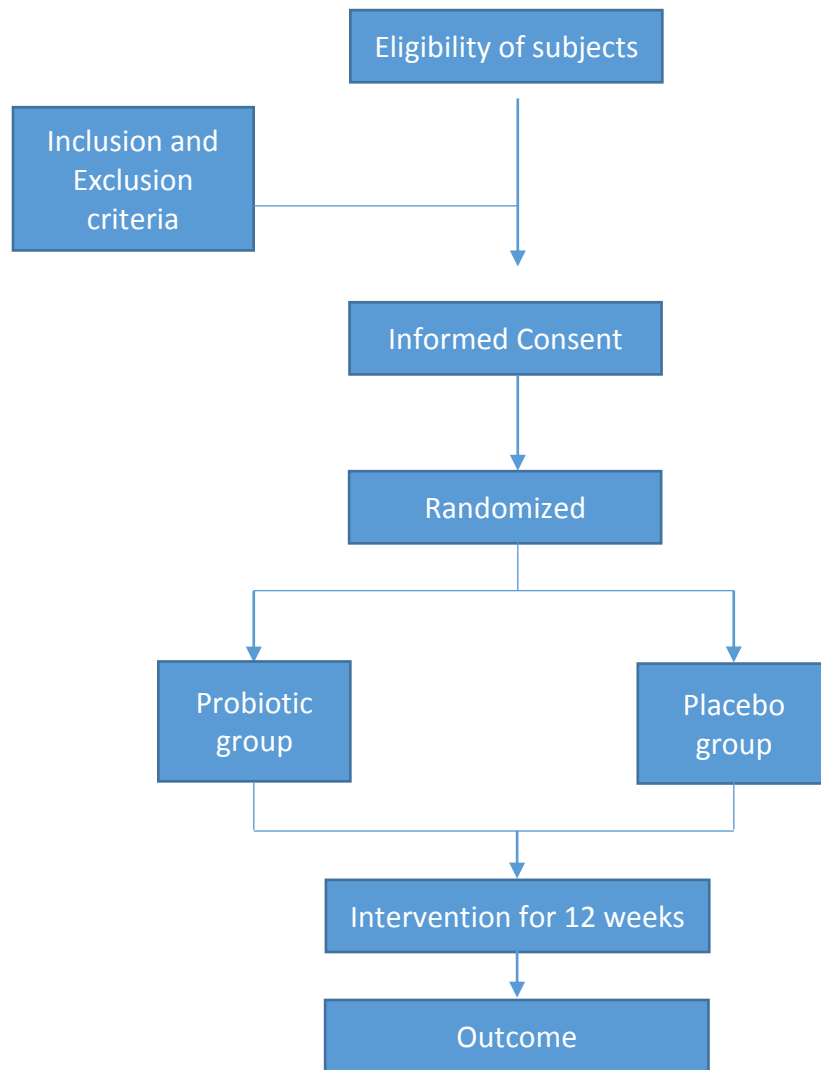 Eligibility of subjects
Inclusion and
Exclusion
criteria
Informed Consent
Randomized
Probiotic
group
Placebo
group
Intervention for 12 weeks
Outcome